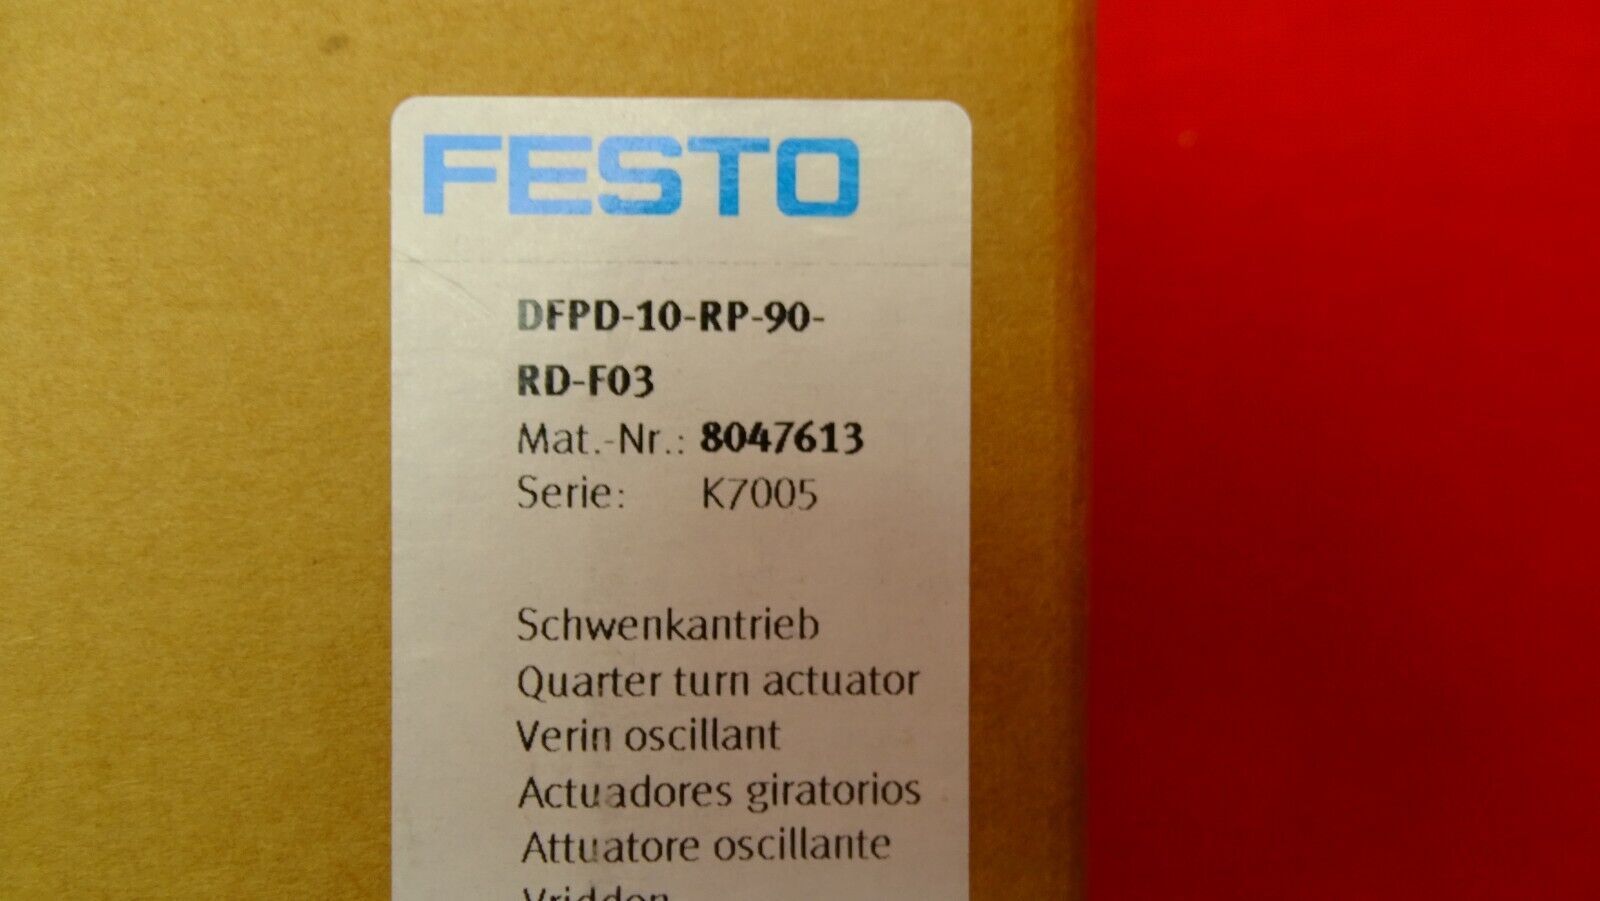 FESTO
DFPD-10-RP-90-
RD-F03
Mat.-Nr.: 8047613
Serie: K7005
Schwenkantrieb
Quarter turn actuator
Verin oscillant
Actuadores giratorios
Attuatore oscillante